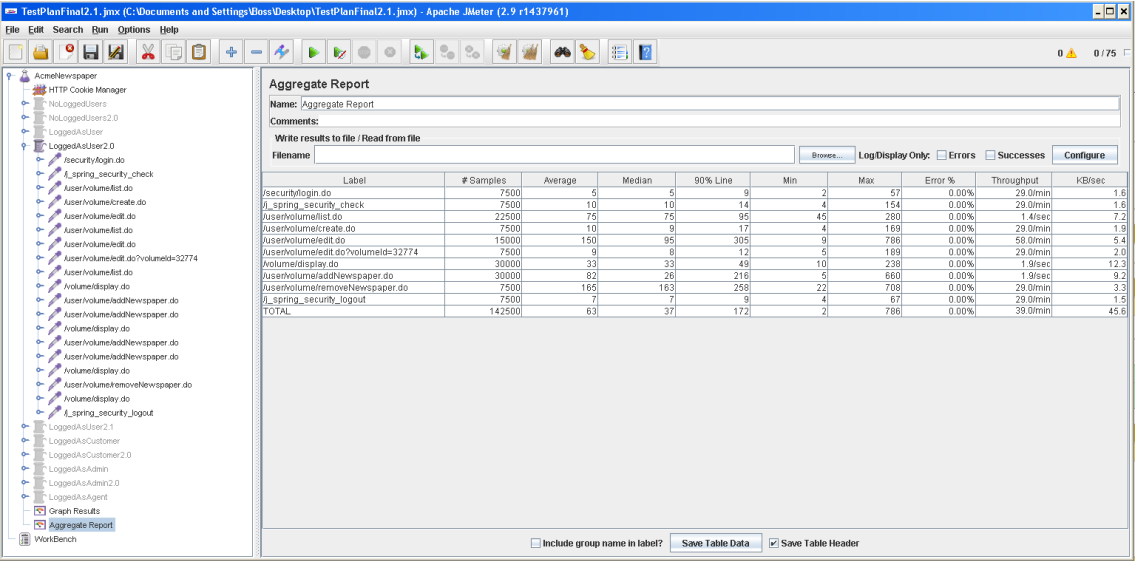 TestPlanFinal2.1.jmx (C:\Documents and Settings\Boss\Desktop\TestPlanFinal2.1.jmx) - Apache JMeter (2.9 r1437961)
File Edit Search Run Options Help
0 0 / 75
AcmeNewspaper
HTTP Cookie Manager
NoLoggedUsers
NoLoggedUsers2.0
LoggedAsUser
LoggedAsUser2.0
/security/login.do
/j_spring_security_check
/user/volume/list.do
/user/volume/create.do
/user/volume/edit.do
/user/volume/list.do
/user/volume/edit.do
/user/volume/edit.do?volumeId=32774
/user/volume/list.do
/volume/display.do
/user/volume/addNewspaper.do
/user/volume/addNewspaper.do
/volume/display.do
/user/volume/addNewspaper.do
/user/volume/addNewspaper.do
/volume/display.do
/user/volume/removeNewspaper.do
/volume/display.do
/j_spring_security_logout
LoggedAsUser2.1
LoggedAsCustomer
LoggedAsCustomer2.0
LoggedAsAdmin
LoggedAsAdmin2.0
LoggedAsAgent
Graph Results
Aggregate Report
WorkBench
Aggregate Report
Name: Aggregate Report
Comments:
Write results to file / Read from file
Filename Browse... Log/Display Only: Errors Successes Configure
Label # Samples Average Median 90% Line Min Max Error % Throughput KB/sec
/security/login.do 7500 5 5 9 2 57 0.00% 29.0/min 1.6
/j_spring_security_check 7500 10 10 14 4 154 0.00% 29.0/min 1.6
/user/volume/list.do 22500 75 75 95 45 280 0.00% 1.4/sec 7.2
/user/volume/create.do 7500 10 9 17 4 169 0.00% 29.0/min 1.9
/user/volume/edit.do 15000 150 95 305 9 786 0.00% 58.0/min 5.4
/user/volume/edit.do?volumeId=32774 7500 9 8 12 5 189 0.00% 29.0/min 2.0
/volume/display.do 30000 33 33 49 10 238 0.00% 1.9/sec 12.3
/user/volume/addNewspaper.do 30000 82 26 216 5 660 0.00% 1.9/sec 9.2
/user/volume/removeNewspaper.do 7500 165 163 258 22 708 0.00% 29.0/min 3.3
/j_spring_security_logout 7500 7 7 9 4 67 0.00% 29.0/min 1.5
TOTAL 142500 63 37 172 2 786 0.00% 39.0/min 45.6
Include group name in label? Save Table Data Save Table Header